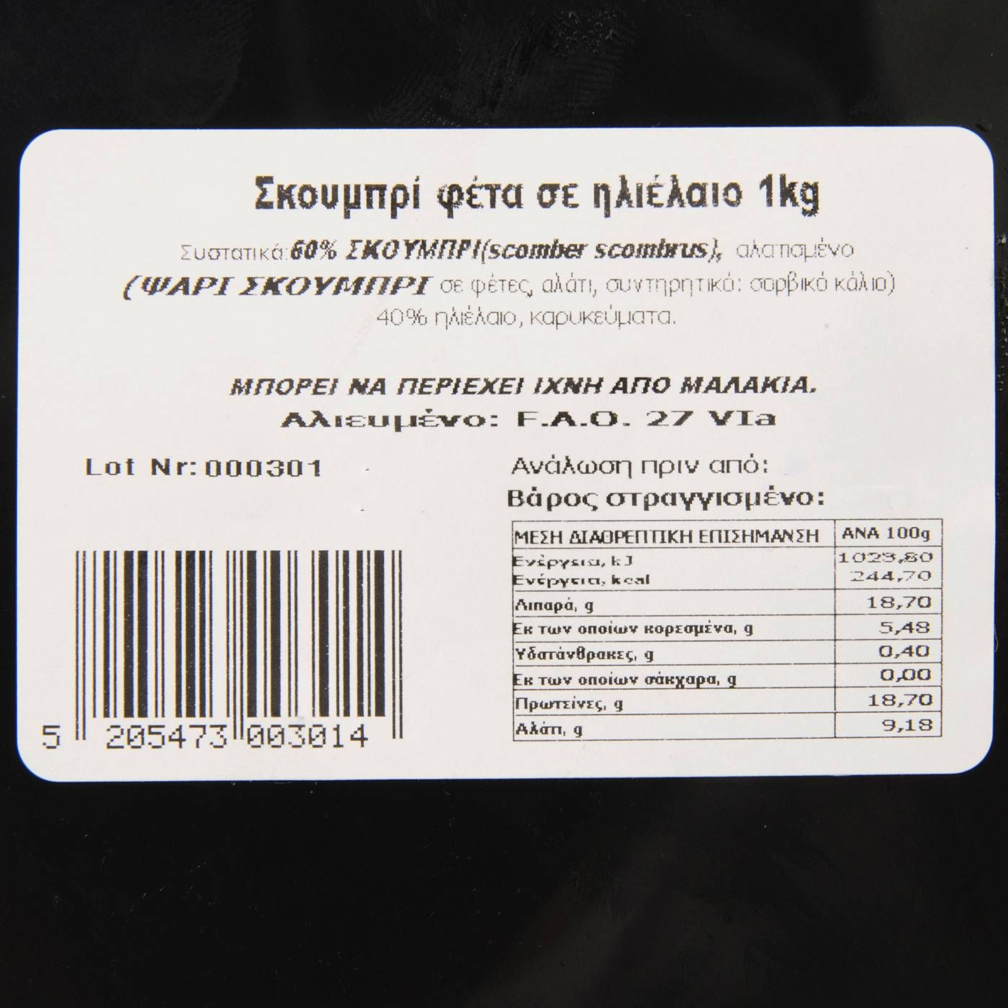 Σκουμπρί φέτα σε ηλιέλαιο 1kg
Συστατικά:60% ΣΚΟΥΜΠΡΙ(scomber scombrus), αλατισμένο
(ΨΑΡΙ ΣΚΟΥΜΠΡΙ σε φέτες, αλάτι, συντηρητικό: σορβικό κάλιο)
40% ηλιέλαιο, καρυκεύματα.
ΜΠΟΡΕΙ ΝΑ ΠΕΡΙΕΧΕΙ ΙΧΝΗ ΑΠΟ ΜΑΛΑΚΙΑ.
Αλιευμένο: F.A.O. 27 VIa
Lot Nr: 000301
Ανάλωση πριν από:
Βάρος στραγγισμένο:
ΜΕΣΗ ΔΙΑΘΡΕΠΤΙΚΗ ΕΠΙΣΗΜΑΝΣΗ ΑΝΑ 100g
Ενέργεια, kJ 1023,80
Ενέργεια, kcal 244,70
Λιπαρά, g 18,70
Εκ των οποίων κορεσμένα, g 5,48
Υδατάνθρακες, g 0,40
Εκ των οποίων σάκχαρα, g 0,00
Πρωτείνες, g 18,70
Αλάτι, g 9,18
5 205473 003014